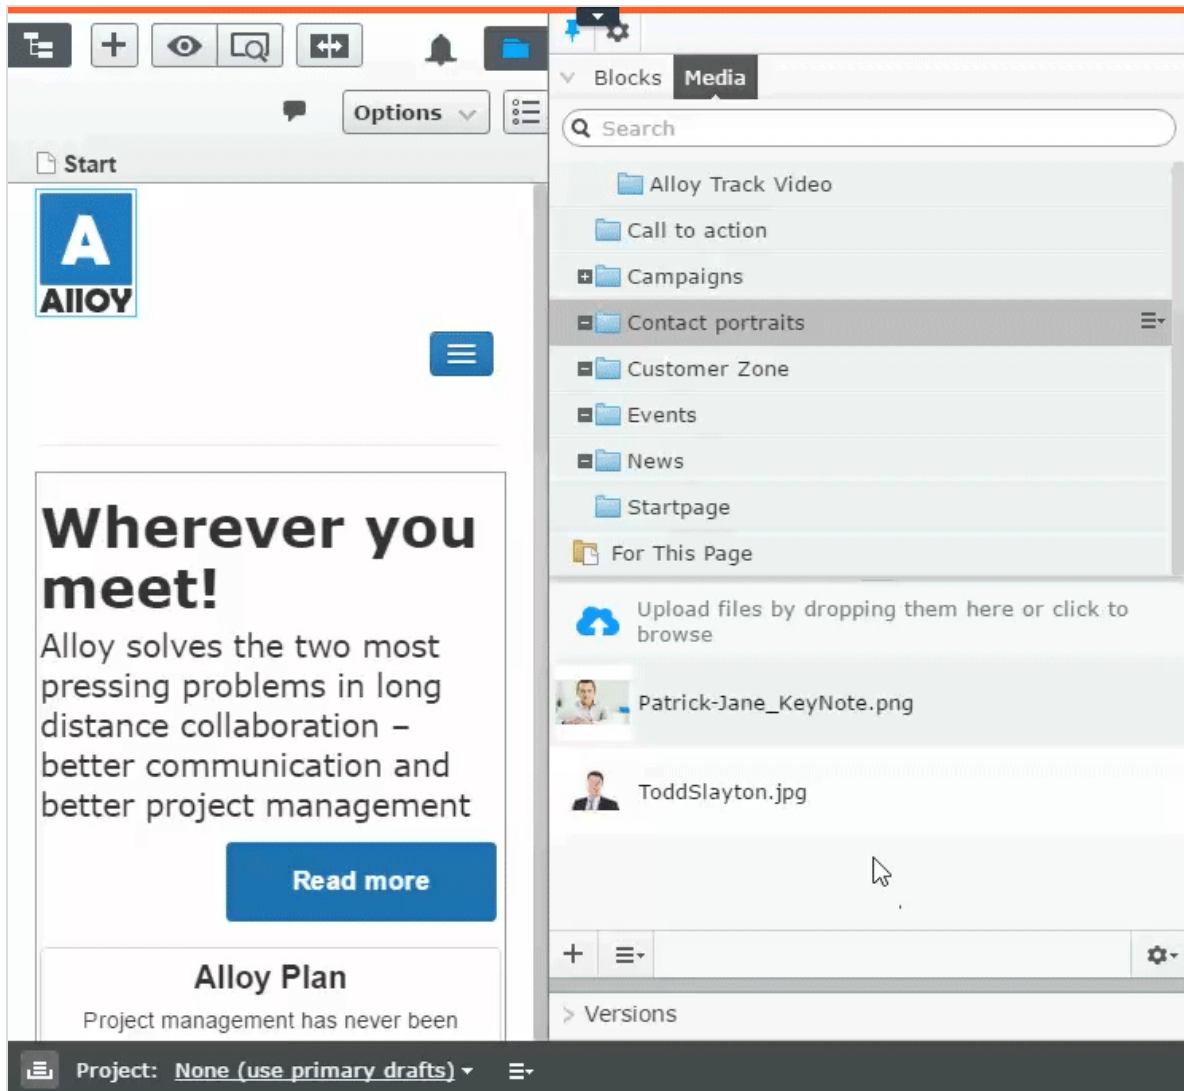 Options
Start
A
AllOY
Wherever you
meet!
Alloy solves the two most
pressing problems in long
distance collaboration –
better communication and
better project management
Read more
Alloy Plan
Project management has never been
Blocks
Media
Search
Alloy Track Video
Call to action
Campaigns
Contact portraits
Customer Zone
Events
News
Startpage
For This Page
Upload files by dropping them here or click to
browse
Patrick-Jane_KeyNote.png
ToddSlayton.jpg
Versions
Project: None (use primary drafts)